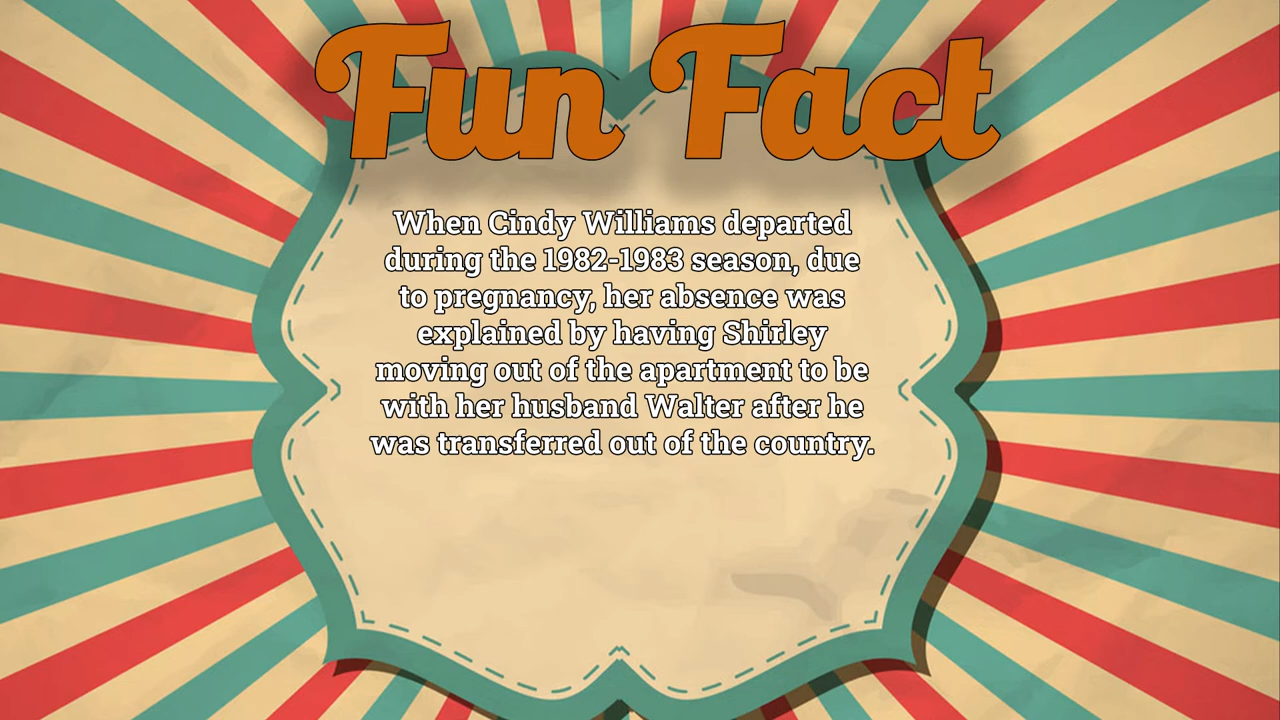 Fun Fact
When Cindy Williams departed
during the 1982-1983 season, due
to pregnancy, her absence was
explained by having Shirley
moving out of the apartment to be
with her husband Walter after he
was transferred out of the country.